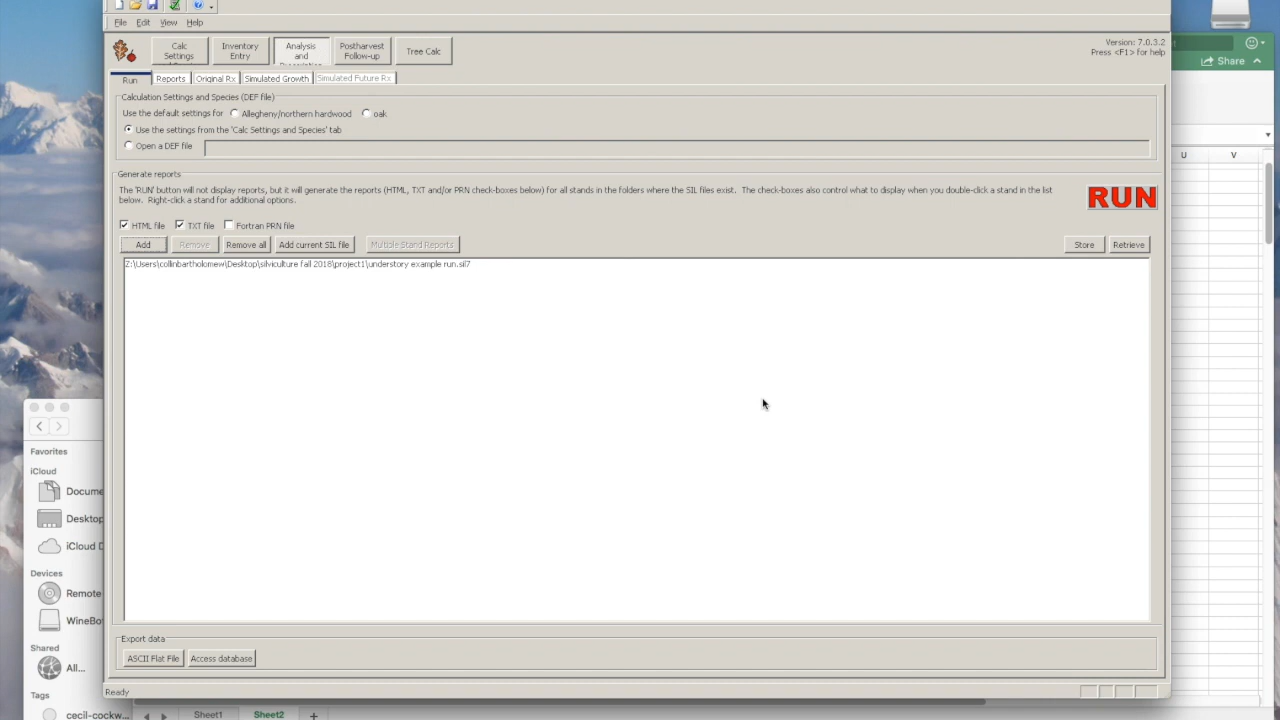 File Edit View Help
Calc Settings
Inventory Entry
Analysis and
Postharvest Follow-up
Tree Calc
Version: 7.0.3.2
Press <F1> for help
Share
Run Reports Original Rx Simulated Growth Simulated Future Rx
Calculation Settings and Species (DEF file)
Use the default settings for Allegheny/northern hardwood oak
Use the settings from the 'Calc Settings and Species' tab
Open a DEF file
U V
Generate reports
The 'RUN' button will not display reports, but it will generate the reports (HTML, TXT and/or PRN check-boxes below) for all stands in the folders where the SIL files exist. The check-boxes also control what to display when you double-click a stand in the list
below. Right-click a stand for additional options.
RUN
HTML file TXT file Fortran PRN file
Add Remove Remove all Add current SIL file Multiple Stand Reports Store Retrieve
Z:\Users\collinbartholomew\Desktop\silviculture fall 2018\project1\understory example run.sil7
Favorites
iCloud
Docume
Desktop
iCloud D
Devices
Remote
WineBo
Shared
All...
Tags
cecil-cockw...
Export data
ASCII Flat File Access database
Ready
Sheet1 Sheet2 +